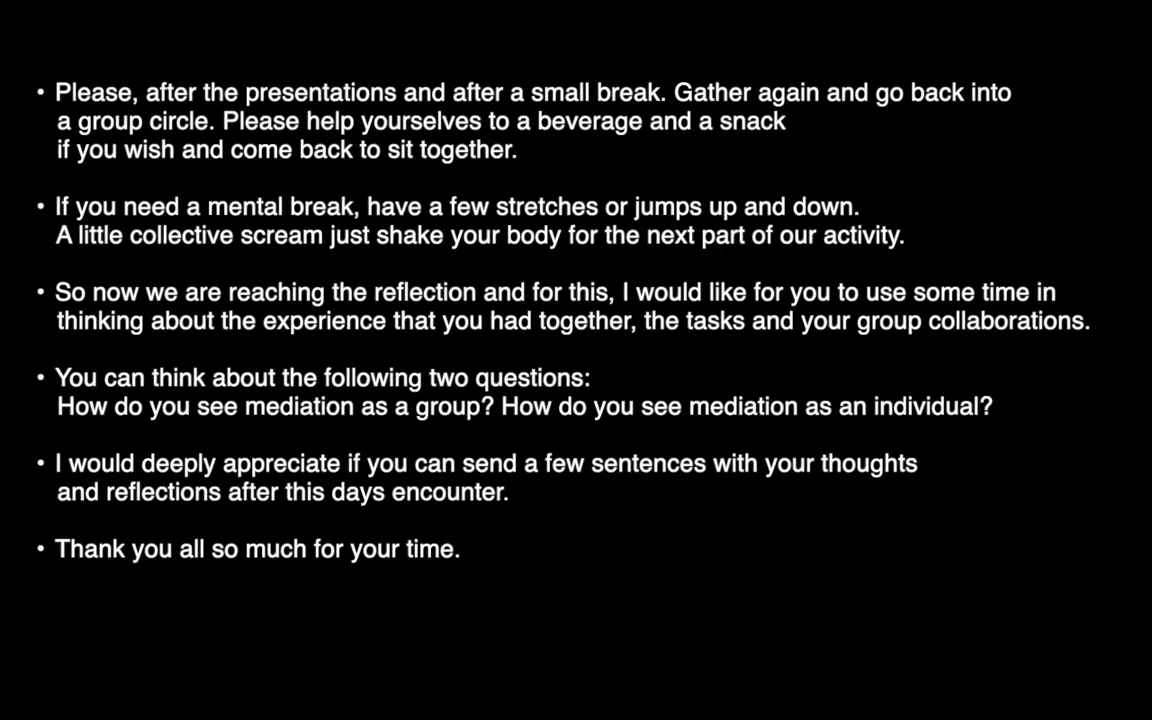 • Please, after the presentations and after a small break. Gather again and go back into
a group circle. Please help yourselves to a beverage and a snack
if you wish and come back to sit together.
• If you need a mental break, have a few stretches or jumps up and down.
A little collective scream just shake your body for the next part of our activity.
• So now we are reaching the reflection and for this, I would like for you to use some time in
thinking about the experience that you had together, the tasks and your group collaborations.
• You can think about the following two questions:
How do you see mediation as a group? How do you see mediation as an individual?
• I would deeply appreciate if you can send a few sentences with your thoughts
and reflections after this days encounter.
• Thank you all so much for your time.